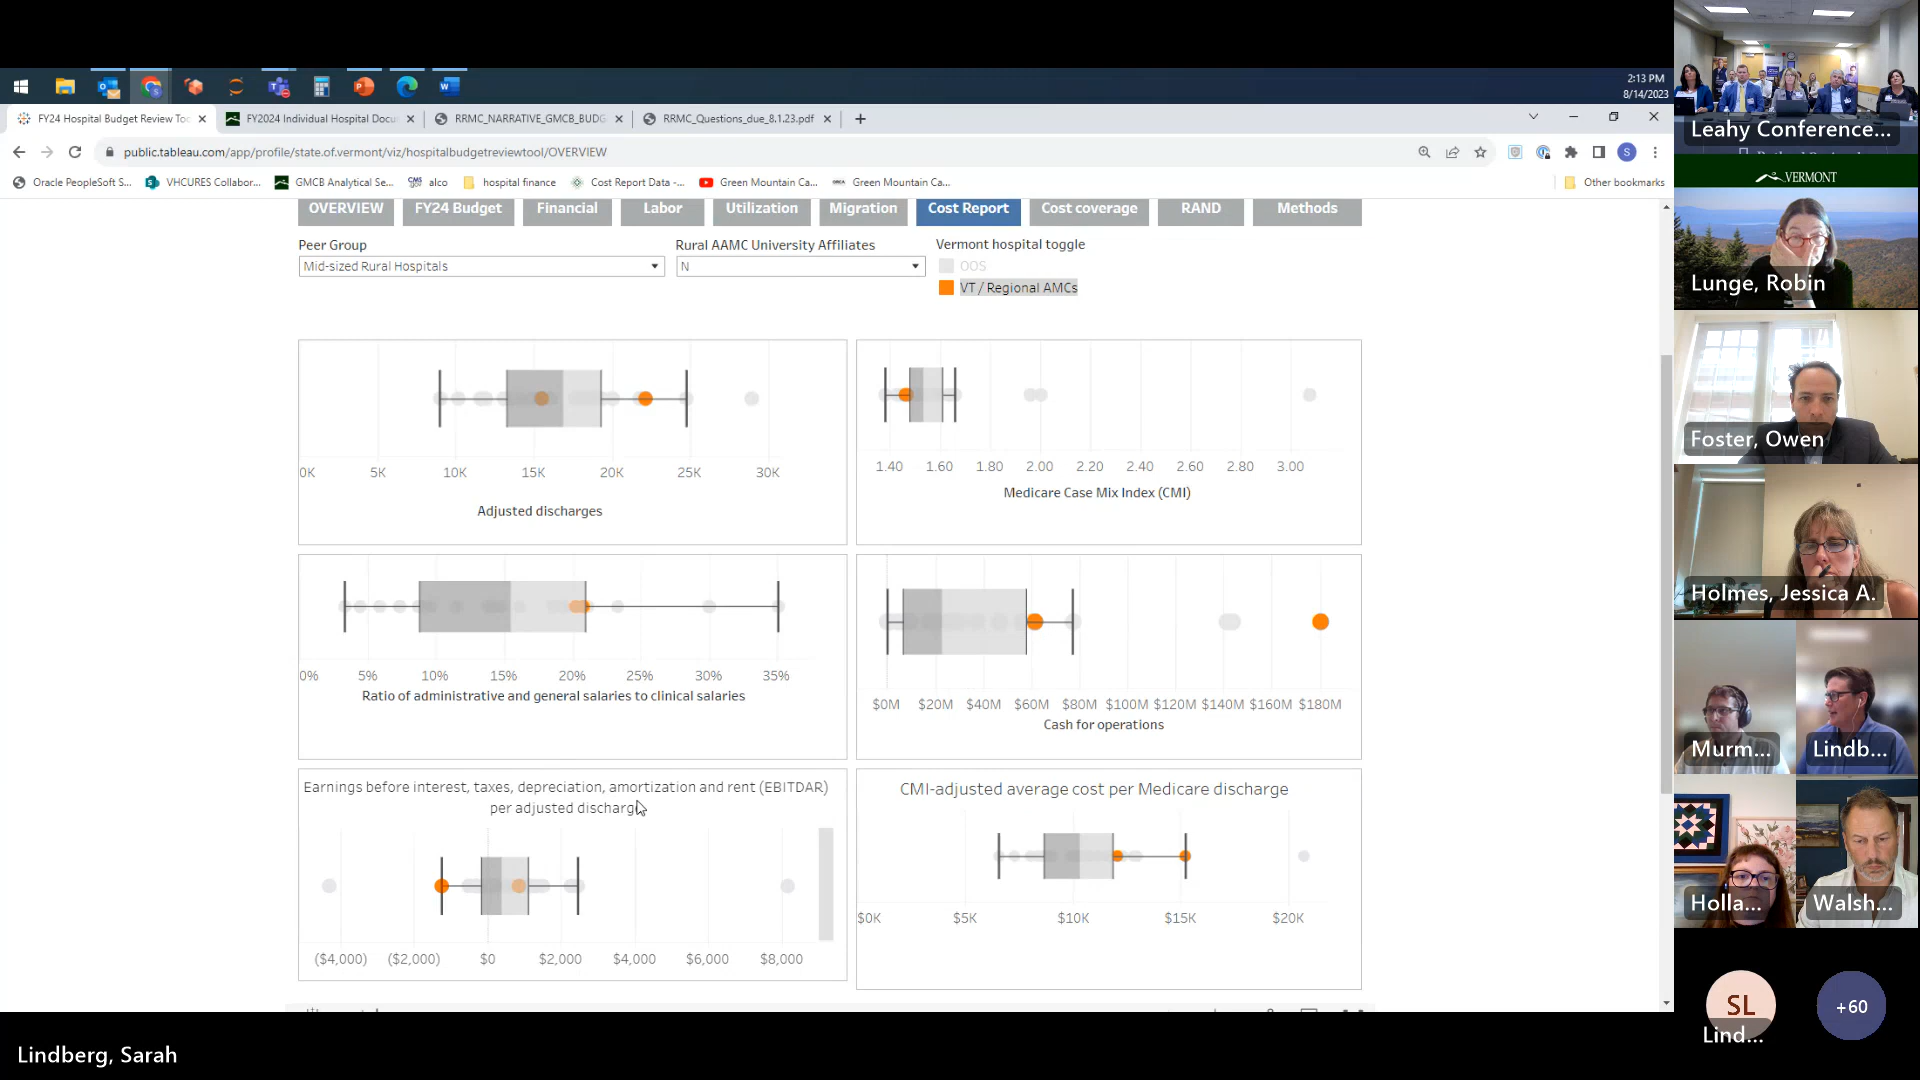 2:13 PM
8/14/2023
FY24 Hospital Budget Review Too
FY2024 Individual Hospital Docu
RRMC_NARRATIVE_GMCB_BUDG
RRMC_Questions_due_8.1.23.pdf
public.tableau.com/app/profile/state.of.vermont/viz/hospitalbudgetreviewtool/OVERVIEW
S
Oracle PeopleSoft S...
VHCURES Collabor...
GMCB Analytical Se...
CMS alco
hospital finance
Cost Report Data -...
Green Mountain Ca...
Green Mountain Ca...
Other bookmarks
OVERVIEW
FY24 Budget
Financial
Labor
Utilization
Migration
Cost Report
Cost coverage
RAND
Methods
Peer Group
Mid-sized Rural Hospitals
Rural AAMC University Affiliates
N
Vermont hospital toggle
OOS
VT / Regional AMCs
0K 5K 10K 15K 20K 25K 30K
Adjusted discharges
1.40 1.60 1.80 2.00 2.20 2.40 2.60 2.80 3.00
Medicare Case Mix Index (CMI)
0% 5% 10% 15% 20% 25% 30% 35%
Ratio of administrative and general salaries to clinical salaries
$0M $20M $40M $60M $80M $100M $120M $140M $160M $180M
Cash for operations
Earnings before interest, taxes, depreciation, amortization and rent (EBITDAR)
per adjusted discharge
($4,000) ($2,000) $0 $2,000 $4,000 $6,000 $8,000
CMI-adjusted average cost per Medicare discharge
$0K $5K $10K $15K $20K
Leahy Conference...
VERMONT
Lunge, Robin
Foster, Owen
Holmes, Jessica A.
Murm...
Lindb...
Holla...
Walsh...
SL
Lind...
+60
Lindberg, Sarah